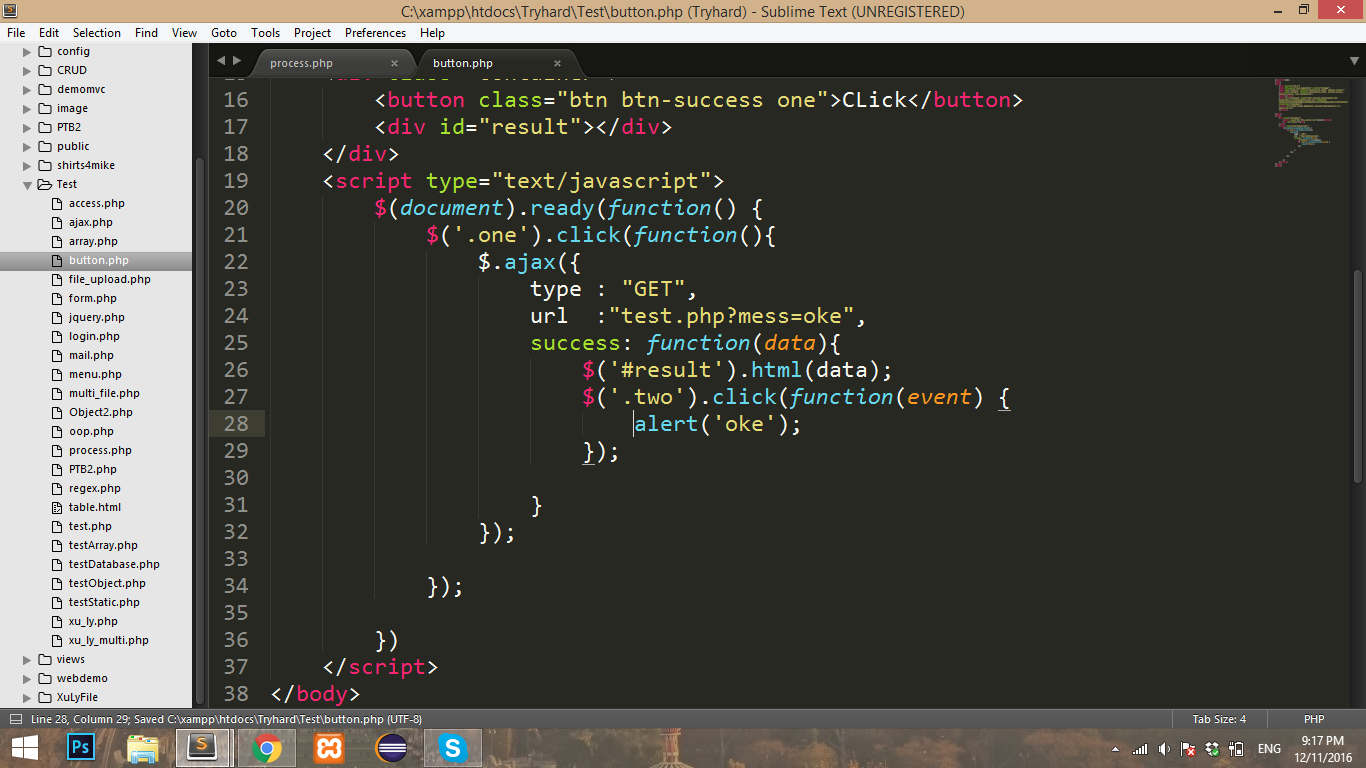 C:\xampp\htdocs\Tryhard\Test\button.php (Tryhard) - Sublime Text (UNREGISTERED)
File Edit Selection Find View Goto Tools Project Preferences Help
config
CRUD
demomvc
image
PTB2
public
shirts4mike
Test
access.php
ajax.php
array.php
button.php
file_upload.php
form.php
jquery.php
login.php
mail.php
menu.php
multi_file.php
Object2.php
oop.php
process.php
PTB2.php
regex.php
table.html
test.php
testArray.php
testDatabase.php
testObject.php
testStatic.php
xu_ly.php
xu_ly_multi.php
views
webdemo
XuLyFile
process.php × button.php ×
16 <button class="btn btn-success one">CLick</button>
17 <div id="result"></div>
18 </div>
19 <script type="text/javascript">
20 $(document).ready(function() {
21 $('.one').click(function(){
22 $.ajax({
23 type : "GET",
24 url  :"test.php?mess=oke",
25 success: function(data){
26 $('#result').html(data);
27 $('.two').click(function(event) {
28 alert('oke');
29 });
30
31 }
32 });
33
34 });
35
36 })
37 </script>
38 </body>
Line 28, Column 29; Saved C:\xampp\htdocs\Tryhard\Test\button.php (UTF-8) Tab Size: 4 PHP
Ps
ENG
9:17 PM
12/11/2016